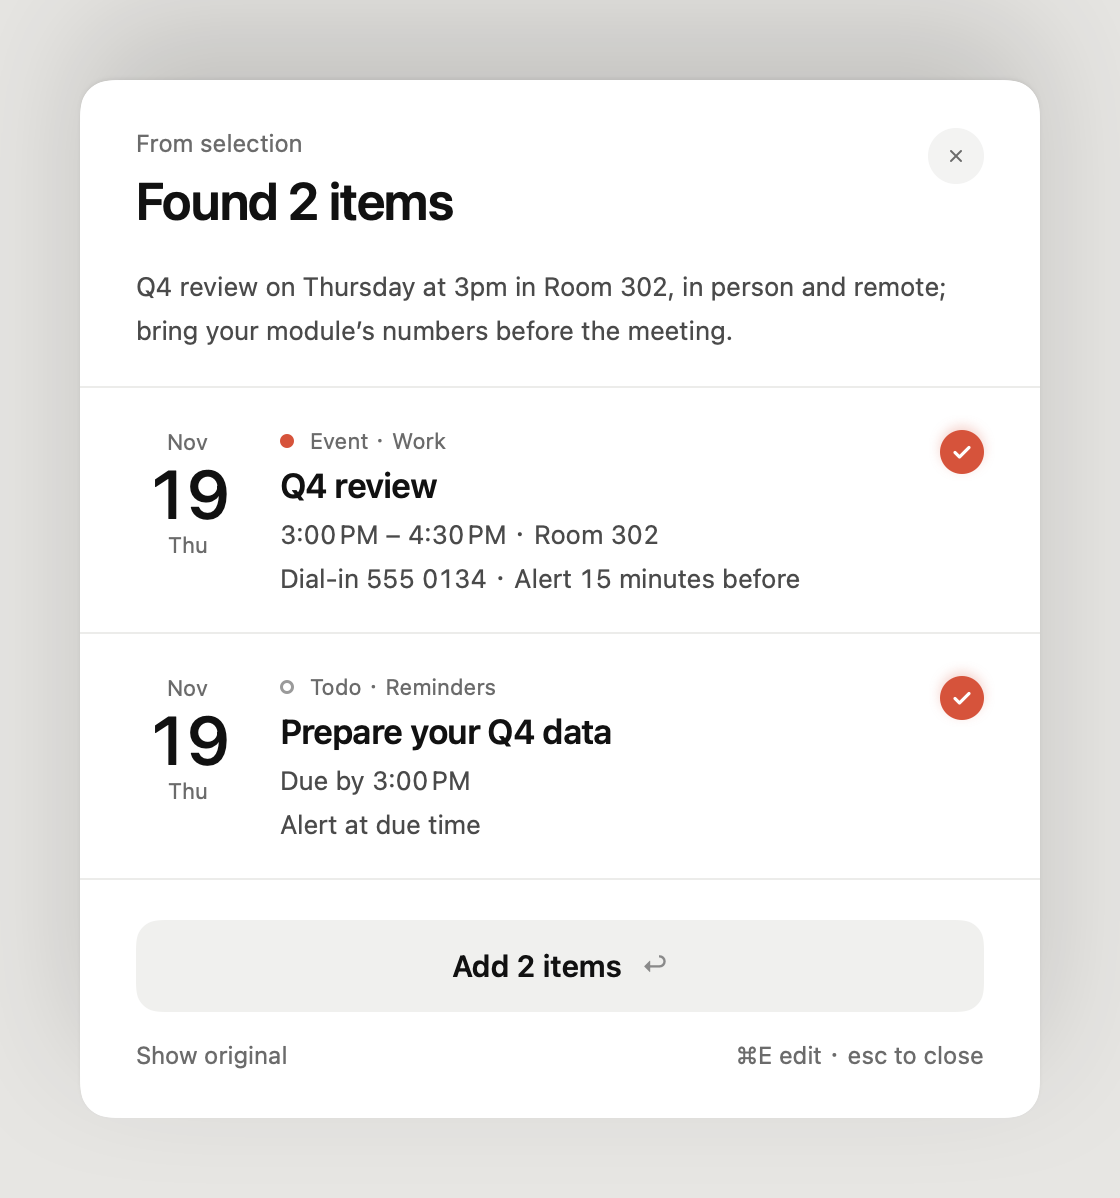 From selection
Found 2 items
Q4 review on Thursday at 3pm in Room 302, in person and remote;
bring your module’s numbers before the meeting.
Nov
19
Thu
Event · Work
Q4 review
3:00 PM – 4:30 PM · Room 302
Dial-in 555 0134 · Alert 15 minutes before
Nov
19
Thu
Todo · Reminders
Prepare your Q4 data
Due by 3:00 PM
Alert at due time
Add 2 items
Show original
⌘E edit · esc to close